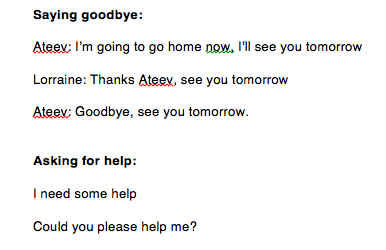 Saying goodbye:
Ateev: I'm going to go home now, I'll see you tomorrow
Lorraine: Thanks Ateev, see you tomorrow
Ateev: Goodbye, see you tomorrow.
Asking for help:
I need some help
Could you please help me?